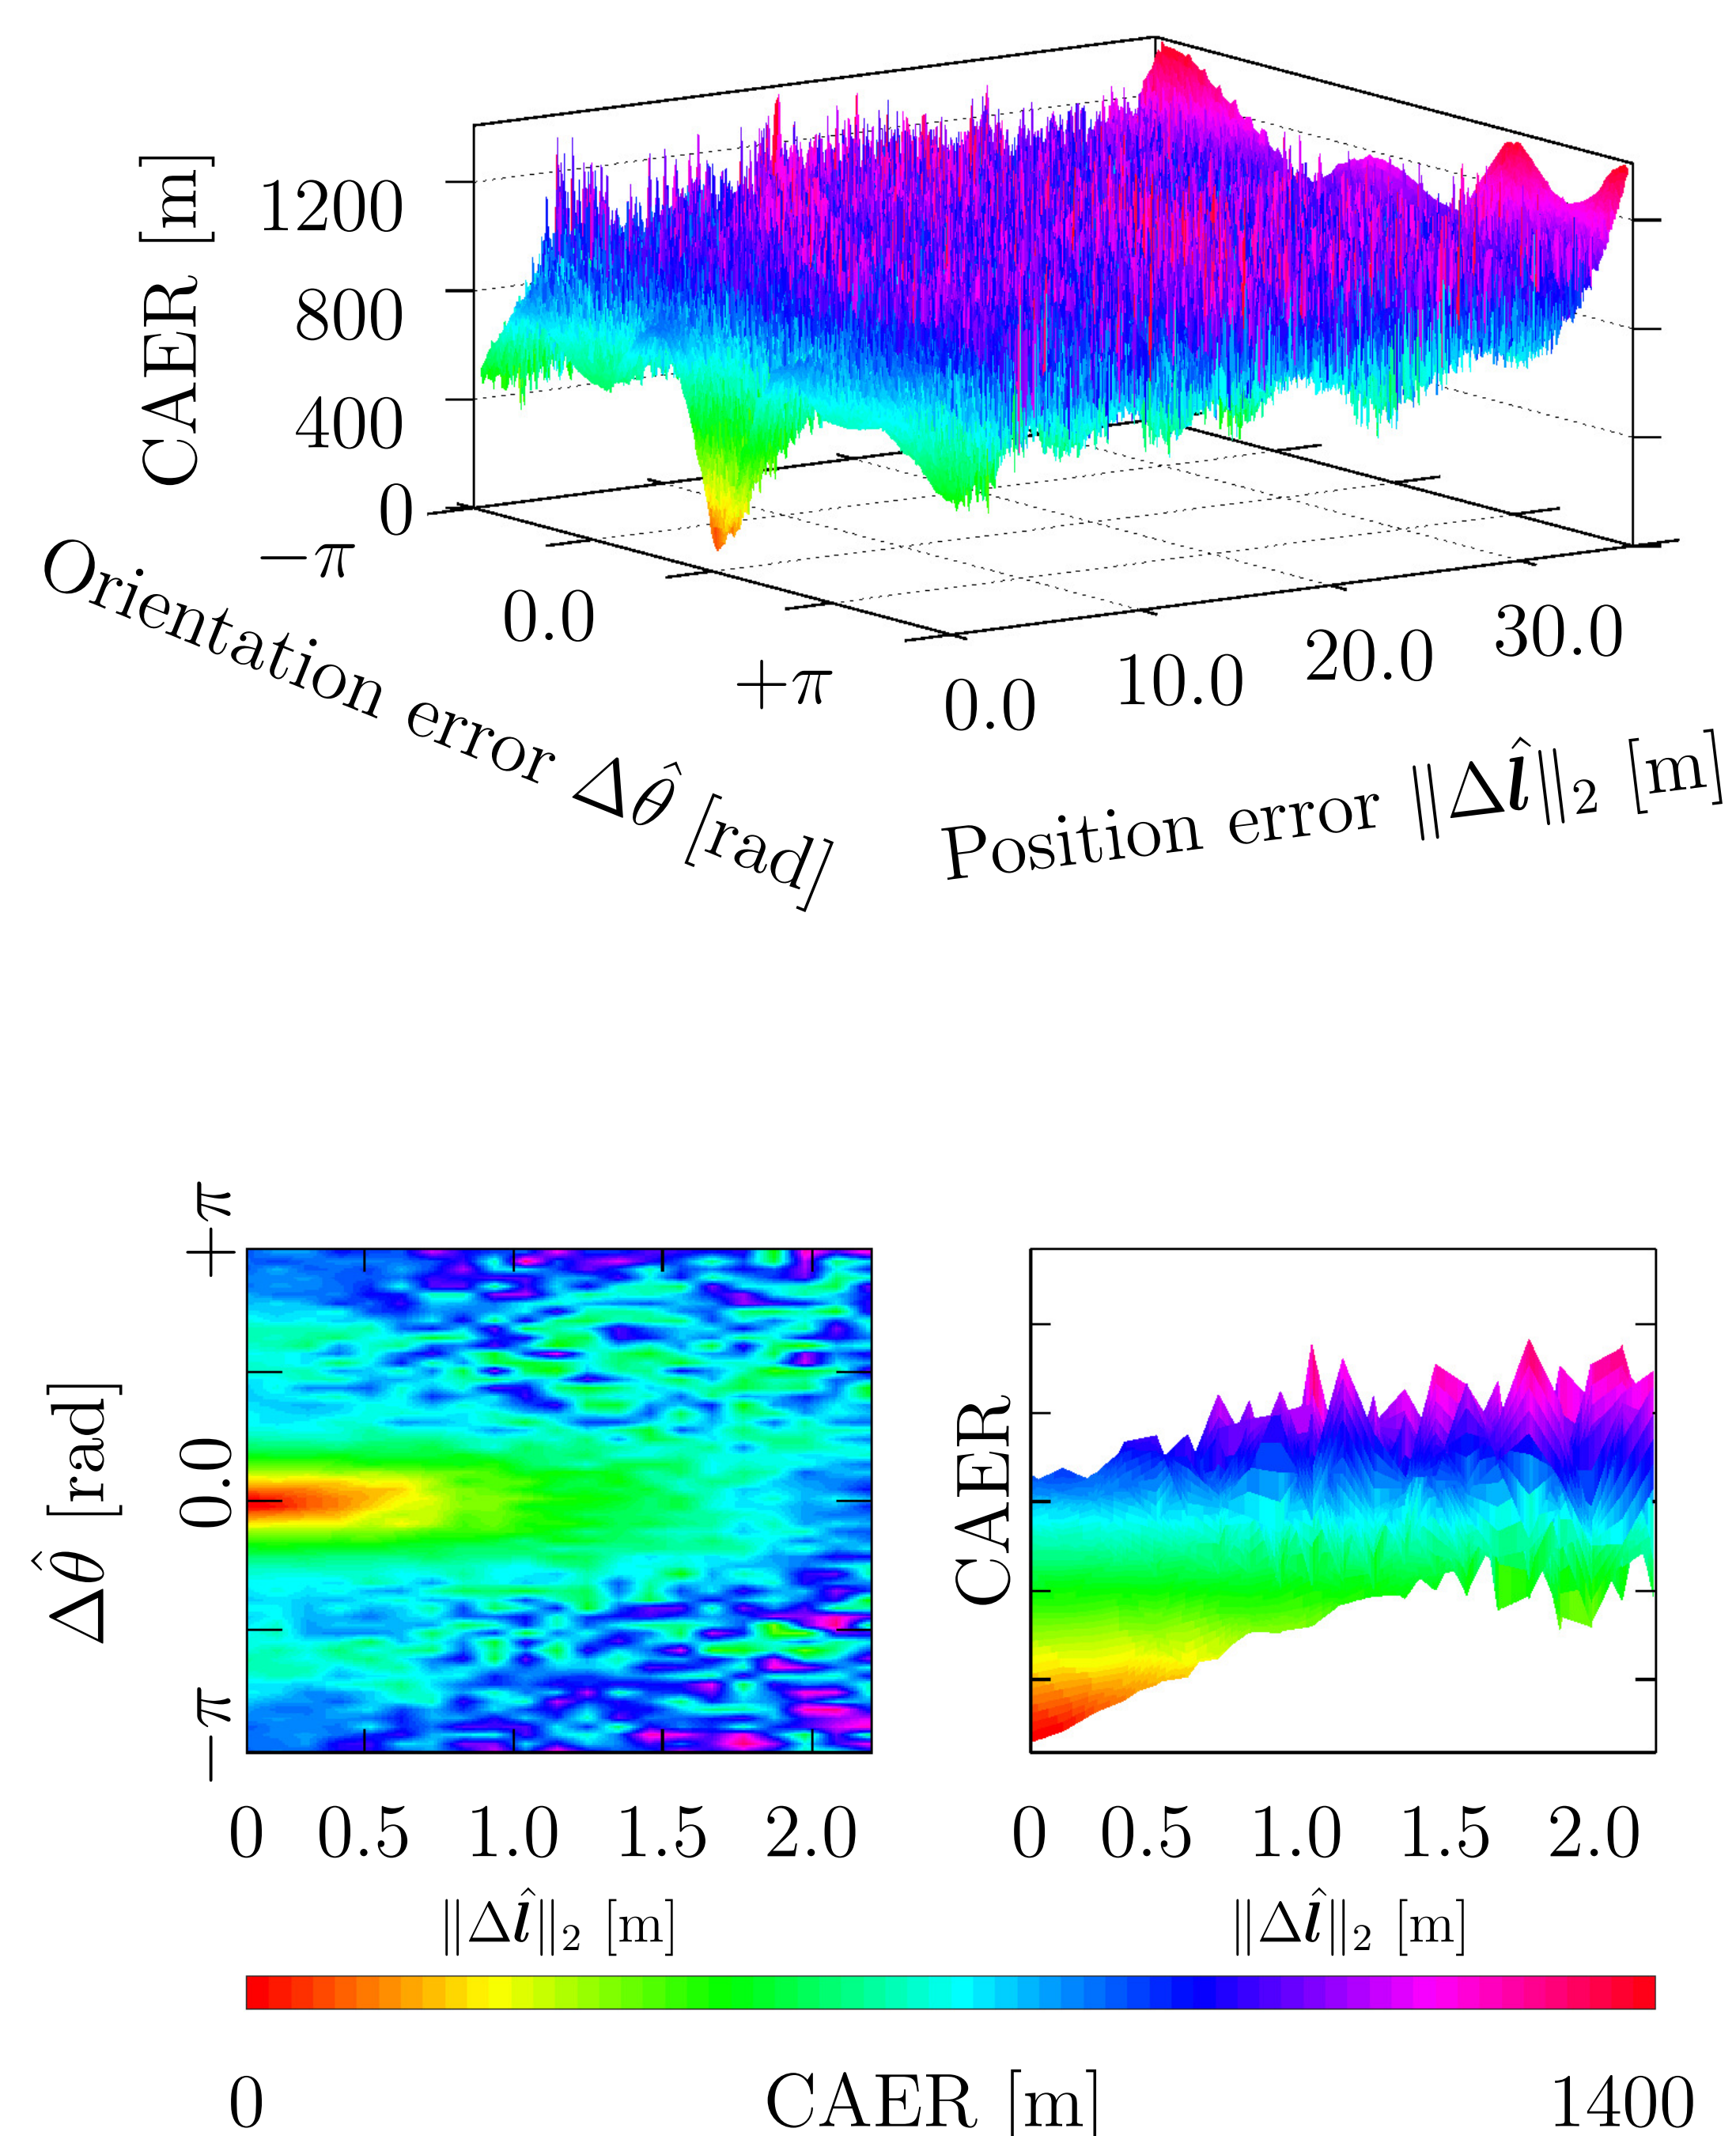 CAER [m]
1200
800
400
0
−π
0.0
+π
Orientation error Δθ̂ [rad]
0.0
10.0
20.0
30.0
Position error ‖Δl̂‖₂ [m]
Δθ̂ [rad]
+π
0.0
−π
0 0.5 1.0 1.5 2.0
‖Δl̂‖₂ [m]
CAER
0 0.5 1.0 1.5 2.0
‖Δl̂‖₂ [m]
0 CAER [m] 1400